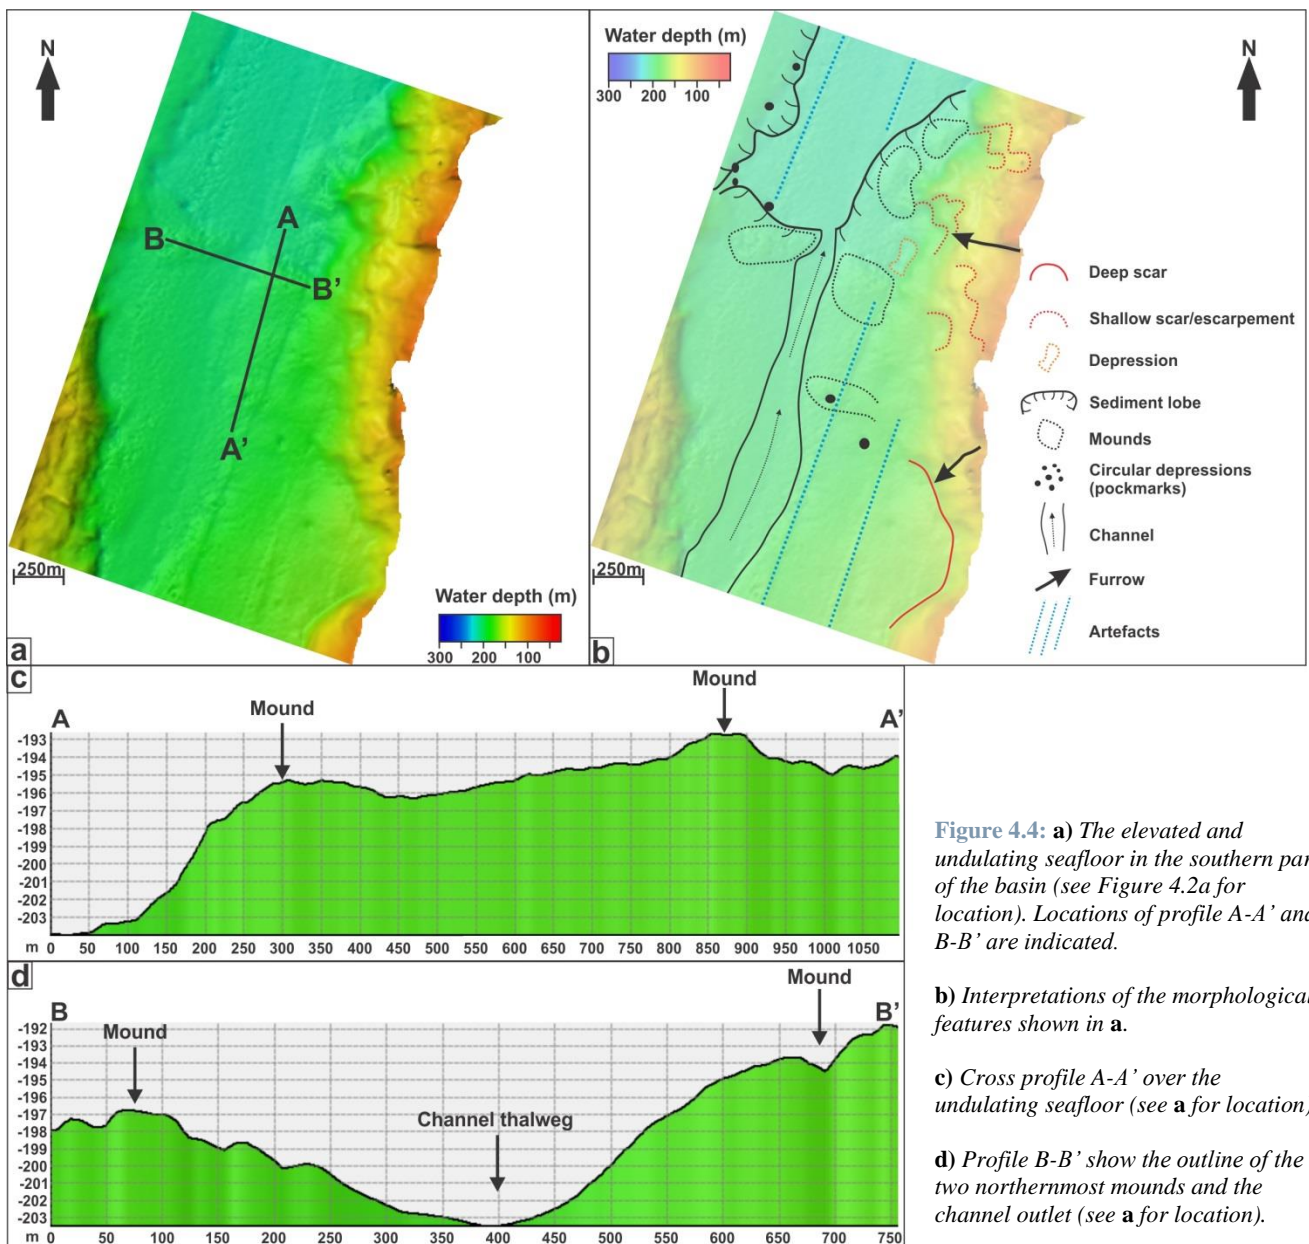 N
A
B
B'
A'
250m
Water depth (m)
300 200 100
a
Water depth (m)
300 200 100
N
Deep scar
Shallow scar/escarpement
Depression
Sediment lobe
Mounds
Circular depressions
(pockmarks)
Channel
Furrow
Artefacts
250m
b
c
A
Mound
Mound
A'
-193
-194
-195
-196
-197
-198
-199
-200
-201
-202
-203
m 0 50 100 150 200 250 300 350 400 450 500 550 600 650 700 750 800 850 900 950 1000 1050
d
B
Mound
Channel thalweg
Mound
B'
-192
-193
-194
-195
-196
-197
-198
-199
-200
-201
-202
-203
m 0 50 100 150 200 250 300 350 400 450 500 550 600 650 700 750
Figure 4.4: a) The elevated and
undulating seafloor in the southern par
of the basin (see Figure 4.2a for
location). Locations of profile A-A' and
B-B' are indicated.
b) Interpretations of the morphological
features shown in a.
c) Cross profile A-A' over the
undulating seafloor (see a for location)
d) Profile B-B' show the outline of the
two northernmost mounds and the
channel outlet (see a for location).